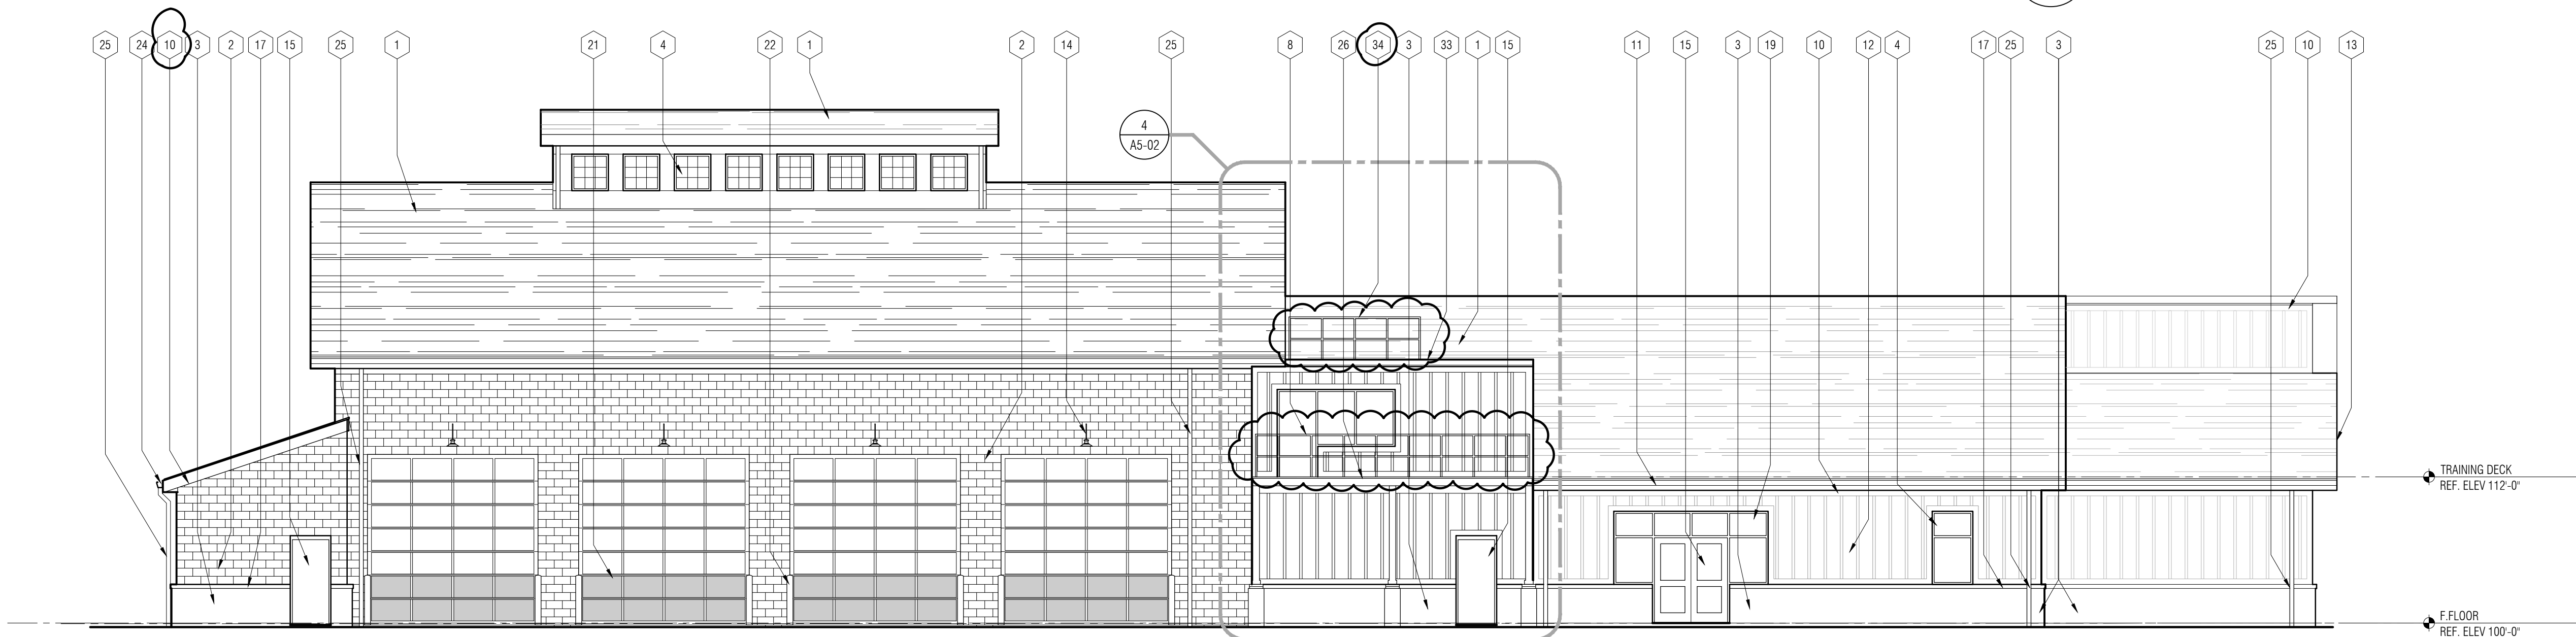 25 24 10 3 2 17 15 25 1 21 4 22 1 2 14 25 8 26 34 3 33 1 15 11 15 3 19 10 12 4 17 25 3 25 10 13
4
A5-02
TRAINING DECK
REF. ELEV 112'-0"
F.FLOOR
REF. ELEV 100'-0"